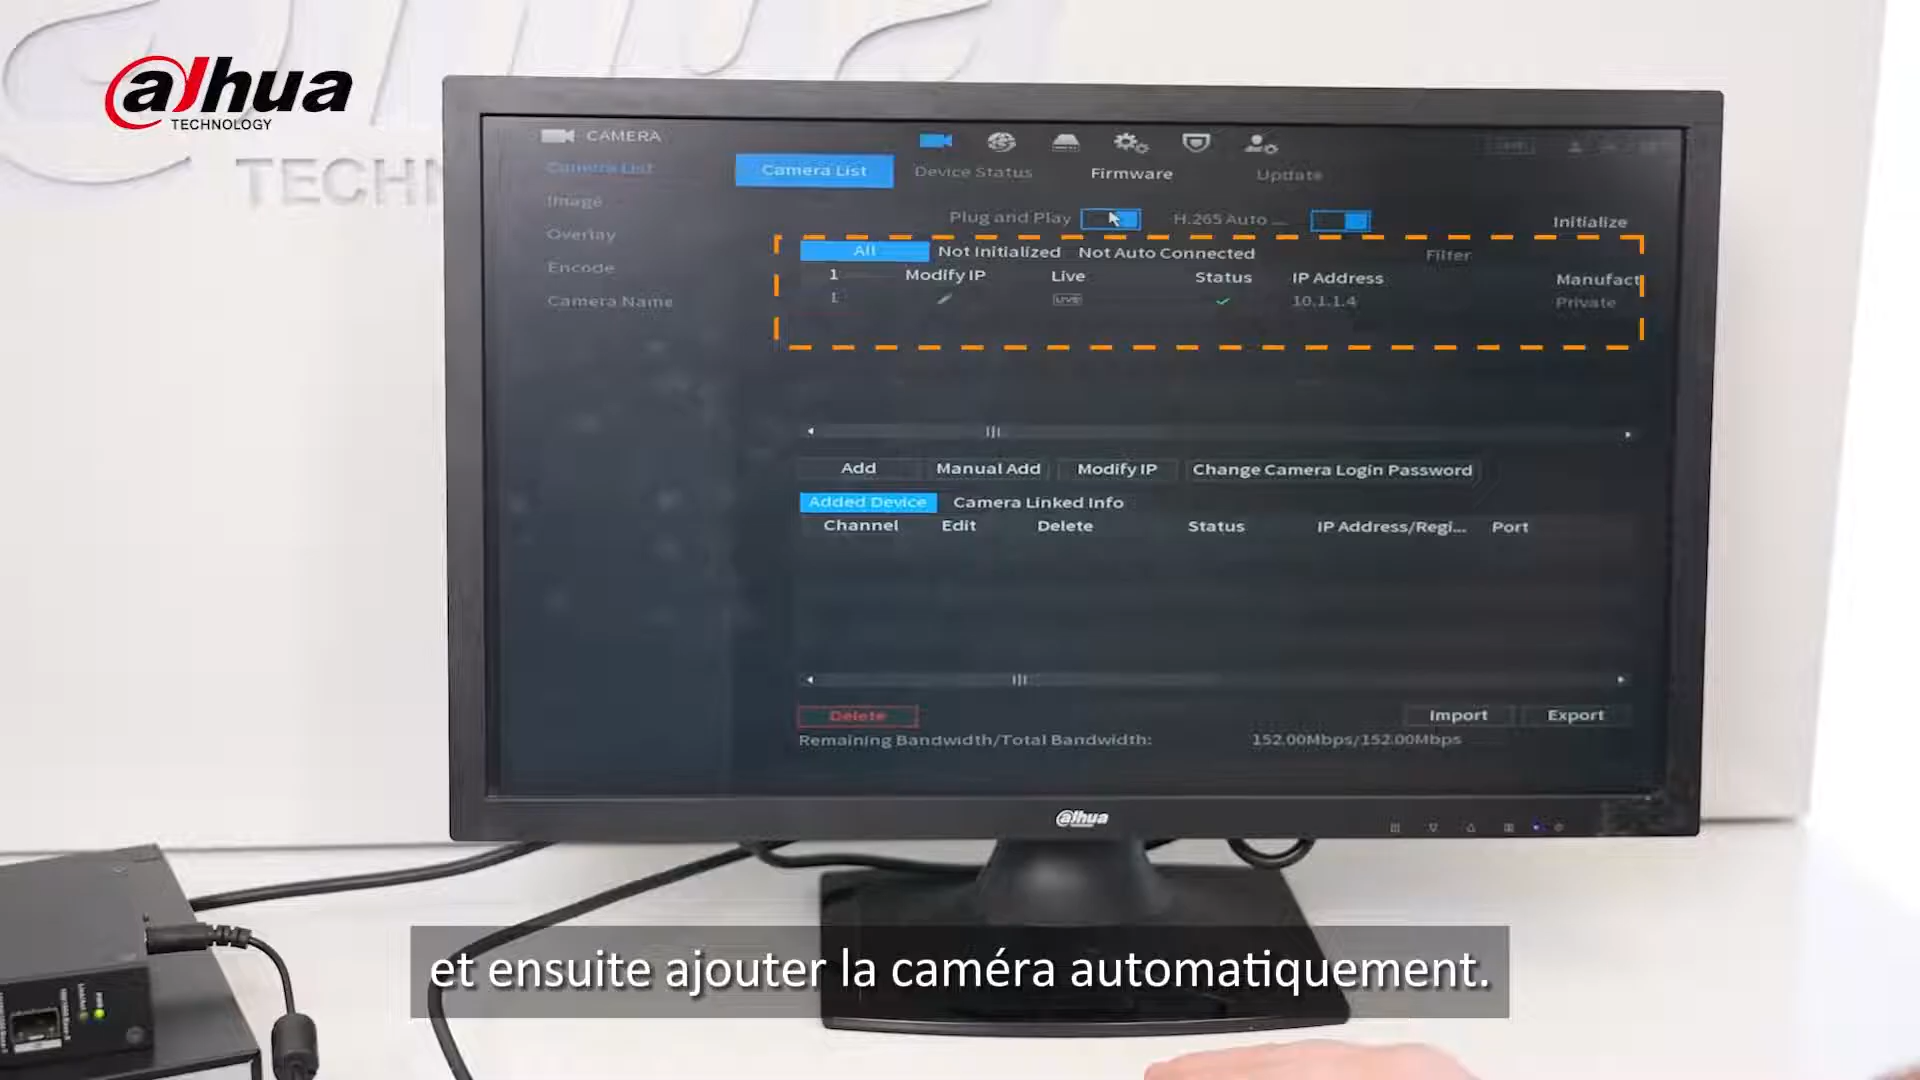 alhua
TECHNOLOGY
TECHN
CAMERA
Camera List
Image
Overlay
Encode
Camera Name
Camera List
Device Status
Firmware
Update
Plug and Play
H.265 Auto ...
Initialize
All
Not Initialized
Not Auto Connected
Filter
1
Modify IP
Live
Status
IP Address
Manufact
1
LIVE
10.1.1.4
Private
Add
Manual Add
Modify IP
Change Camera Login Password
Added Device
Camera Linked Info
Channel
Edit
Delete
Status
IP Address/Regi...
Port
Delete
Import
Export
Remaining Bandwidth/Total Bandwidth:
152.00Mbps/152.00Mbps
alhua
et ensuite ajouter la caméra automatiquement.